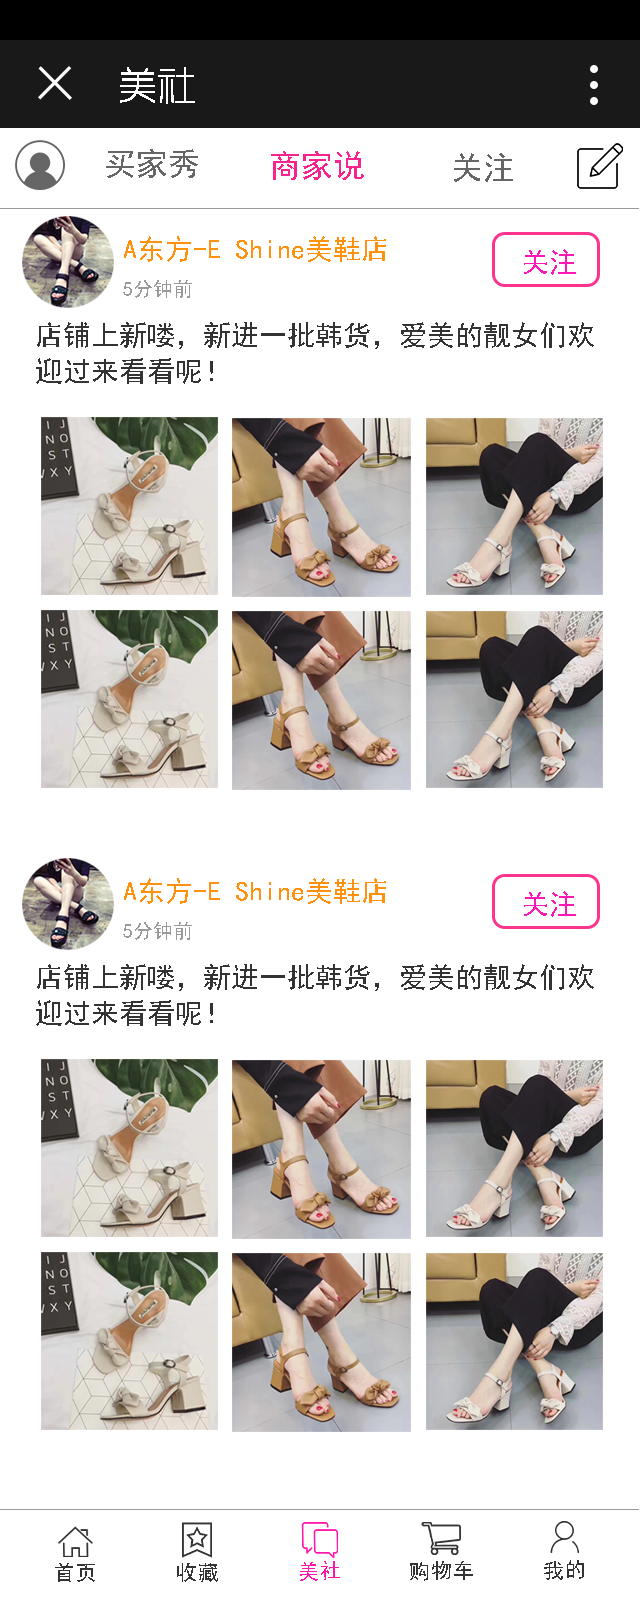 美社
买家秀 商家说 关注
A东方-E Shine美鞋店 关注
5分钟前
店铺上新喽，新进一批韩货，爱美的靓女们欢
迎过来看看呢！
I J
J N O
N O S T
S T X Y
W X Y
A东方-E Shine美鞋店 关注
5分钟前
店铺上新喽，新进一批韩货，爱美的靓女们欢
迎过来看看呢！
首页 收藏 美社 购物车 我的